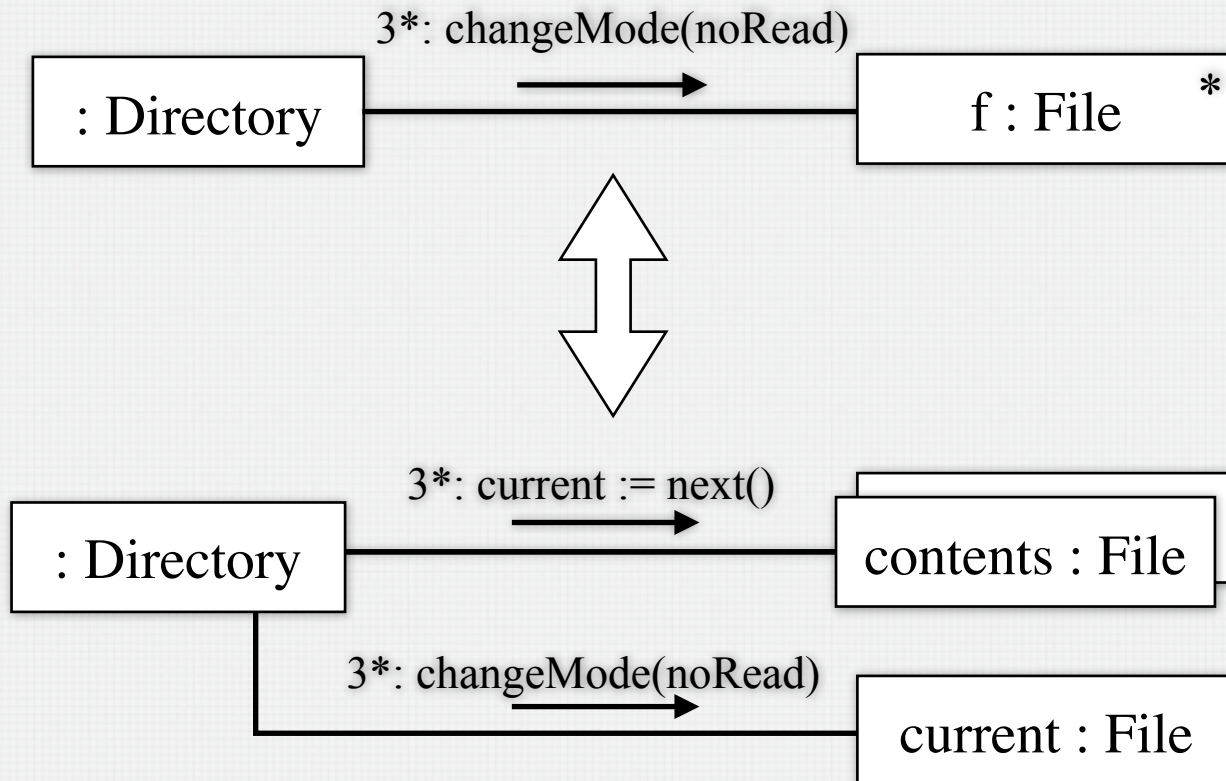 3*: changeMode(noRead)
: Directory
f : File
*
3*: current := next()
: Directory
contents : File
3*: changeMode(noRead)
current : File